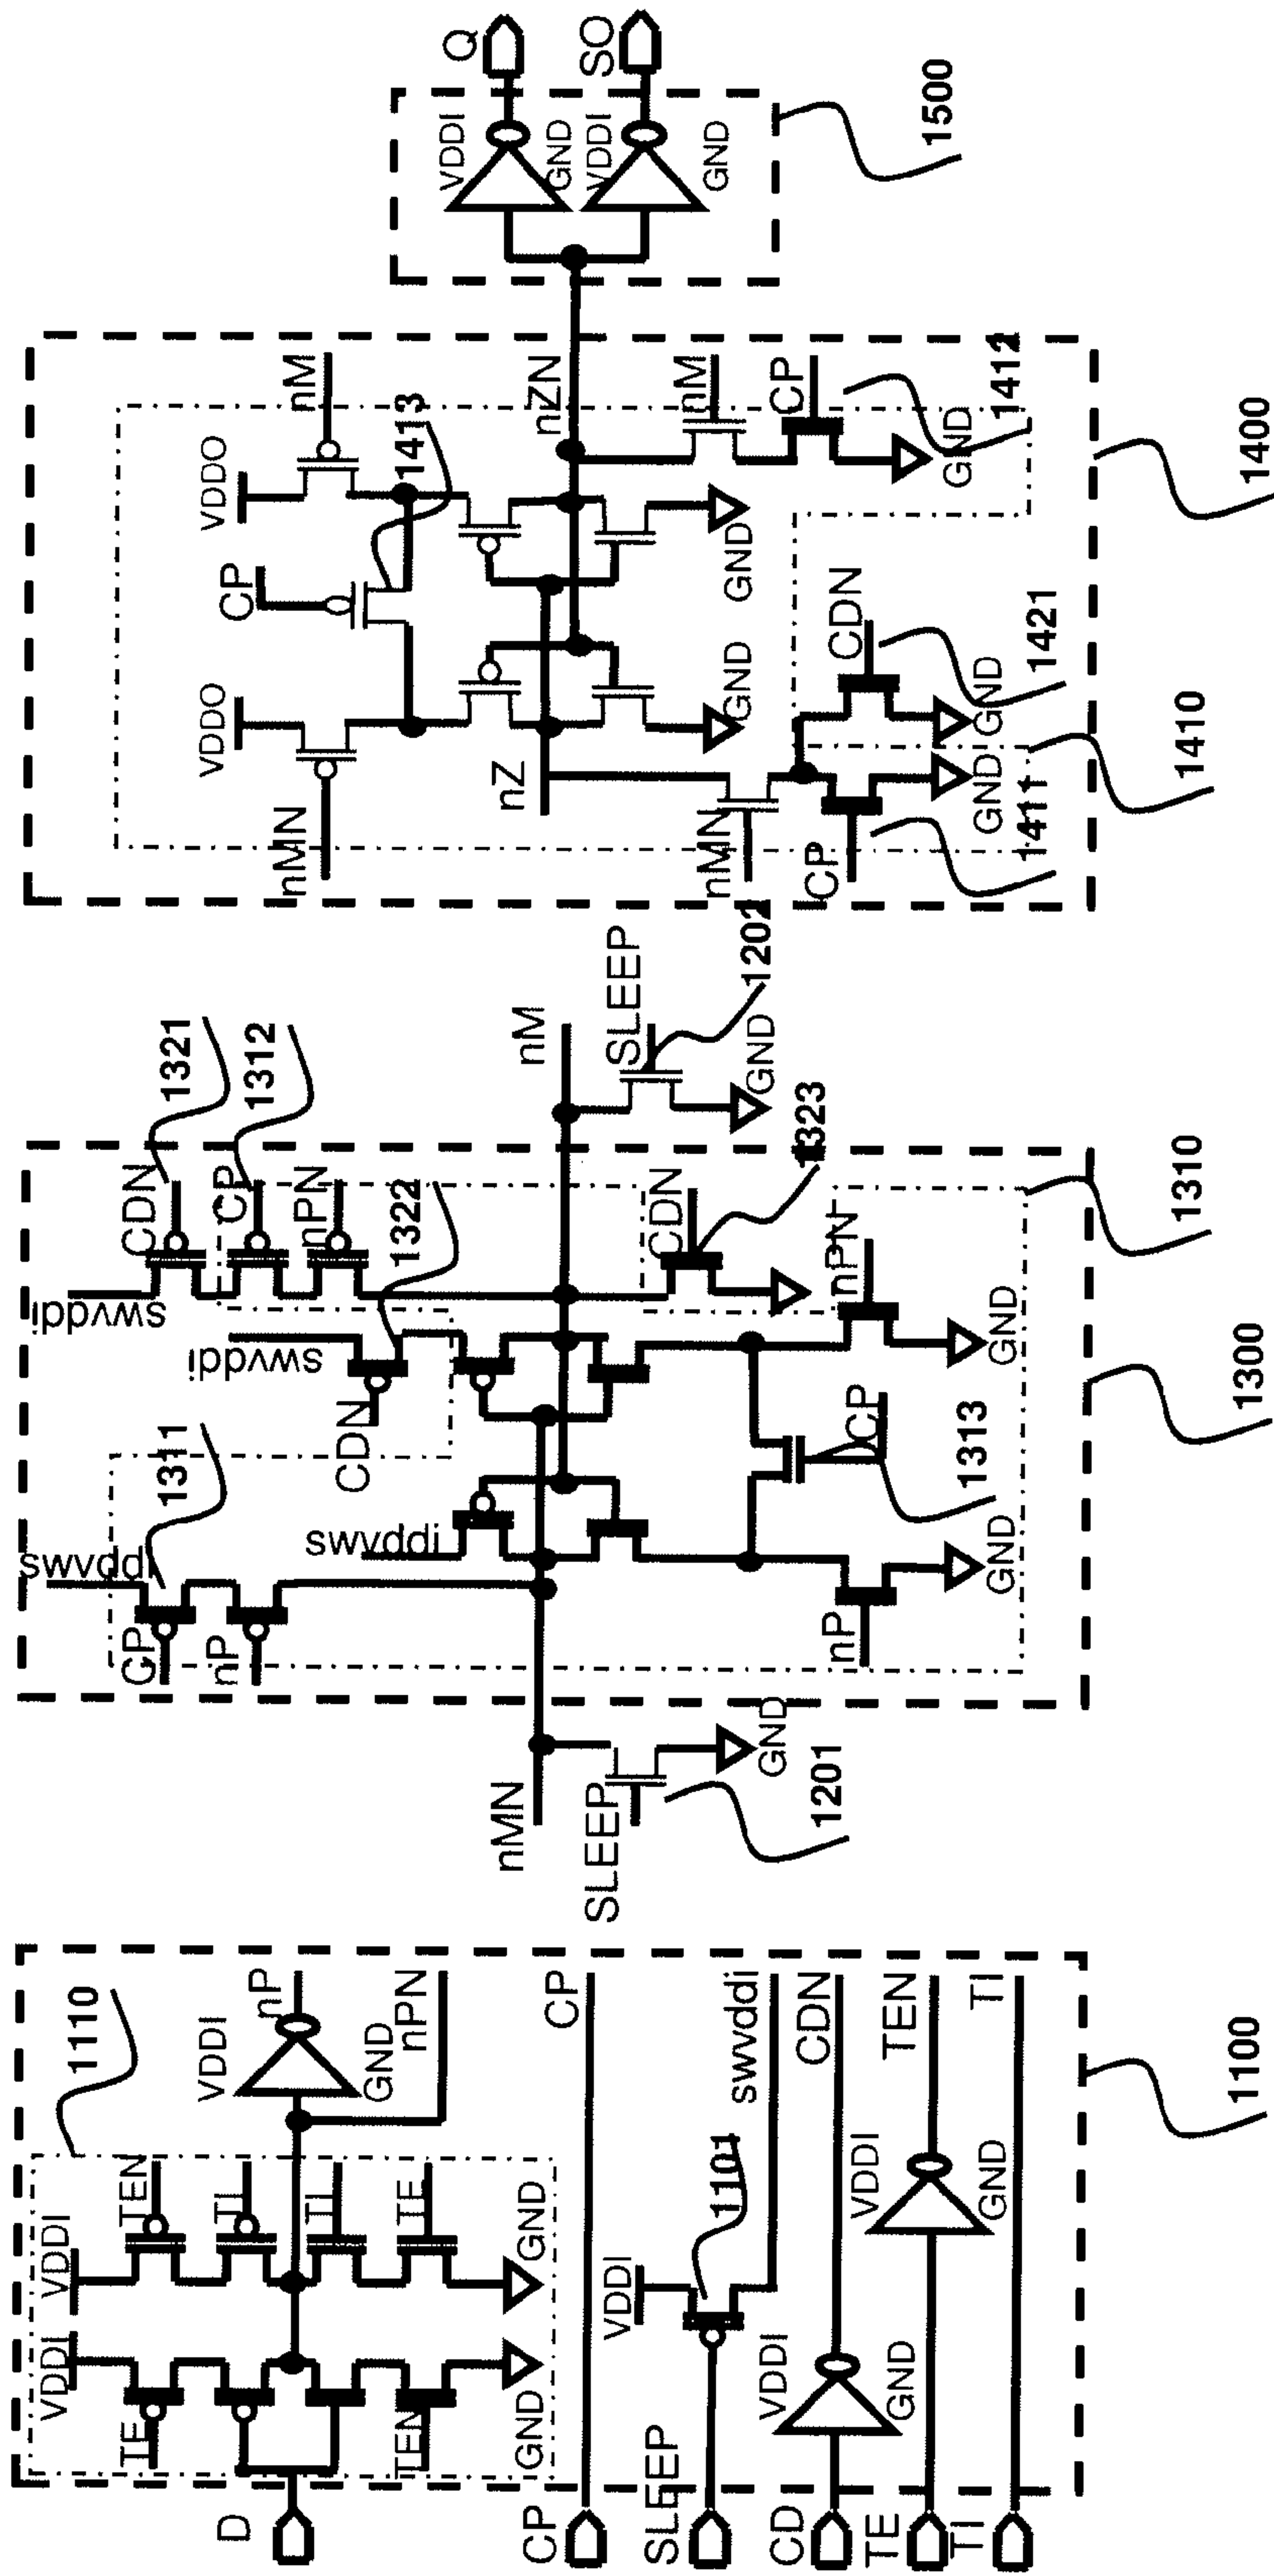 D
CP
SLEEP
CD
TE
TI
1110
VDDI
VDDI
TE
TEN
TI
TI
TEN
TE
GND
GND
VDDI
GND
nP
nPN
CP
VDDI
1101
swvddi
VDDI
GND
CDN
VDDI
GND
TEN
TI
1100
nMN
SLEEP
GND
1201
swvddi
1311
CP
nP
swvddi
swvddi
CDN
1322
swvddi
CDN
1321
CP
1312
nPN
nM
SLEEP
1202
GND
CDN
1323
nP
GND
CP
1313
nPN
GND
1310
1300
VDDO
nMN
CP
VDDO
nM
1413
nZ
nZN
GND
GND
nMN
CP
GND
1411
CDN
GND
1421
1410
nM
CP
GND
1412
1400
VDDI
GND
Q
VDDI
GND
SO
1500